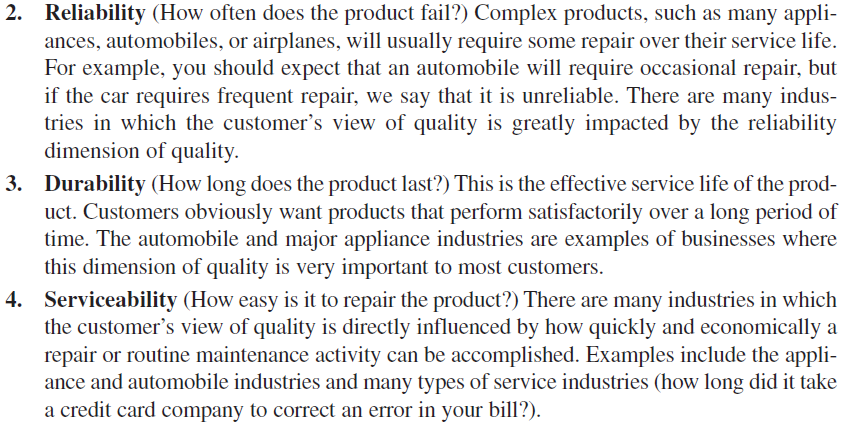 2. Reliability (How often does the product fail?) Complex products, such as many appli-
ances, automobiles, or airplanes, will usually require some repair over their service life.
For example, you should expect that an automobile will require occasional repair, but
if the car requires frequent repair, we say that it is unreliable. There are many indus-
tries in which the customer’s view of quality is greatly impacted by the reliability
dimension of quality.
3. Durability (How long does the product last?) This is the effective service life of the prod-
uct. Customers obviously want products that perform satisfactorily over a long period of
time. The automobile and major appliance industries are examples of businesses where
this dimension of quality is very important to most customers.
4. Serviceability (How easy is it to repair the product?) There are many industries in which
the customer’s view of quality is directly influenced by how quickly and economically a
repair or routine maintenance activity can be accomplished. Examples include the appli-
ance and automobile industries and many types of service industries (how long did it take
a credit card company to correct an error in your bill?).